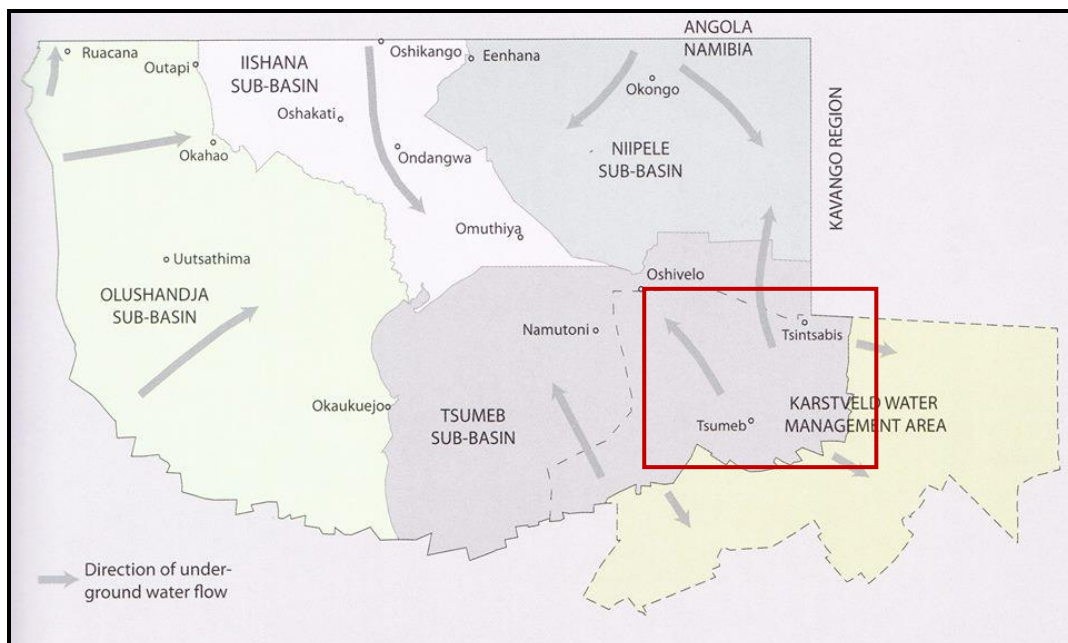 ANGOLA
NAMIBIA
Ruacana
Outapi
IISHANA
SUB-BASIN
Oshikango
Eenhana
Okongo
Oshakati
Okahao
Ondangwa
NIIPELE
SUB-BASIN
KAVANGO REGION
Omuthiya
Uutsathima
Oshivelo
OLUSHANDJA
SUB-BASIN
Namutoni
Tsintsabis
Okaukuejo
TSUMEB
SUB-BASIN
Tsumeb
KARSTVELD WATER
MANAGEMENT AREA
Direction of under-
ground water flow